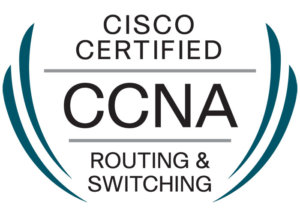 CISCO
CERTIFIED
CCNA
ROUTING &
SWITCHING